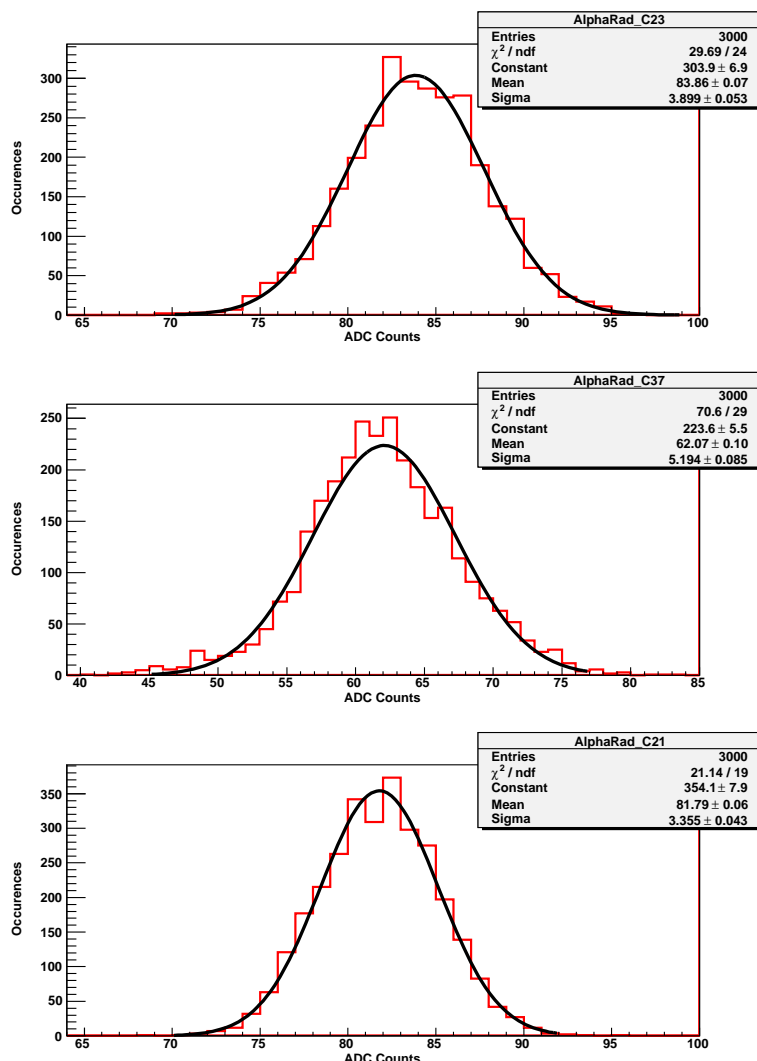 AlphaRad_C23
Entries 3000
χ² / ndf 29.69 / 24
Constant 303.9 ± 6.9
Mean 83.86 ± 0.07
Sigma 3.899 ± 0.053
Occurences
300
250
200
150
100
50
0
65 70 75 80 85 90 95 100
ADC Counts
AlphaRad_C37
Entries 3000
χ² / ndf 70.6 / 29
Constant 223.6 ± 5.5
Mean 62.07 ± 0.10
Sigma 5.194 ± 0.085
Occurences
250
200
150
100
50
0
40 45 50 55 60 65 70 75 80 85
ADC Counts
AlphaRad_C21
Entries 3000
χ² / ndf 21.14 / 19
Constant 354.1 ± 7.9
Mean 81.79 ± 0.06
Sigma 3.355 ± 0.043
Occurences
350
300
250
200
150
100
50
0
65 70 75 80 85 90 95 100
ADC Counts